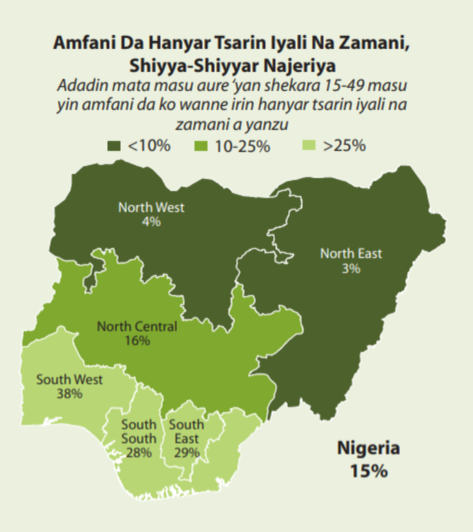 Amfani Da Hanyar Tsarin Iyali Na Zamani,
Shiyya-Shiyyar Najeriya
Adadin mata masu aure ‘yan shekara 15-49 masu
yin amfani da ko wanne irin hanyar tsarin iyali na
zamani a yanzu
<10% 10-25% >25%
North West
4%
North East
3%
North Central
16%
South West
38%
South
South
28%
South
East
29%
Nigeria
15%